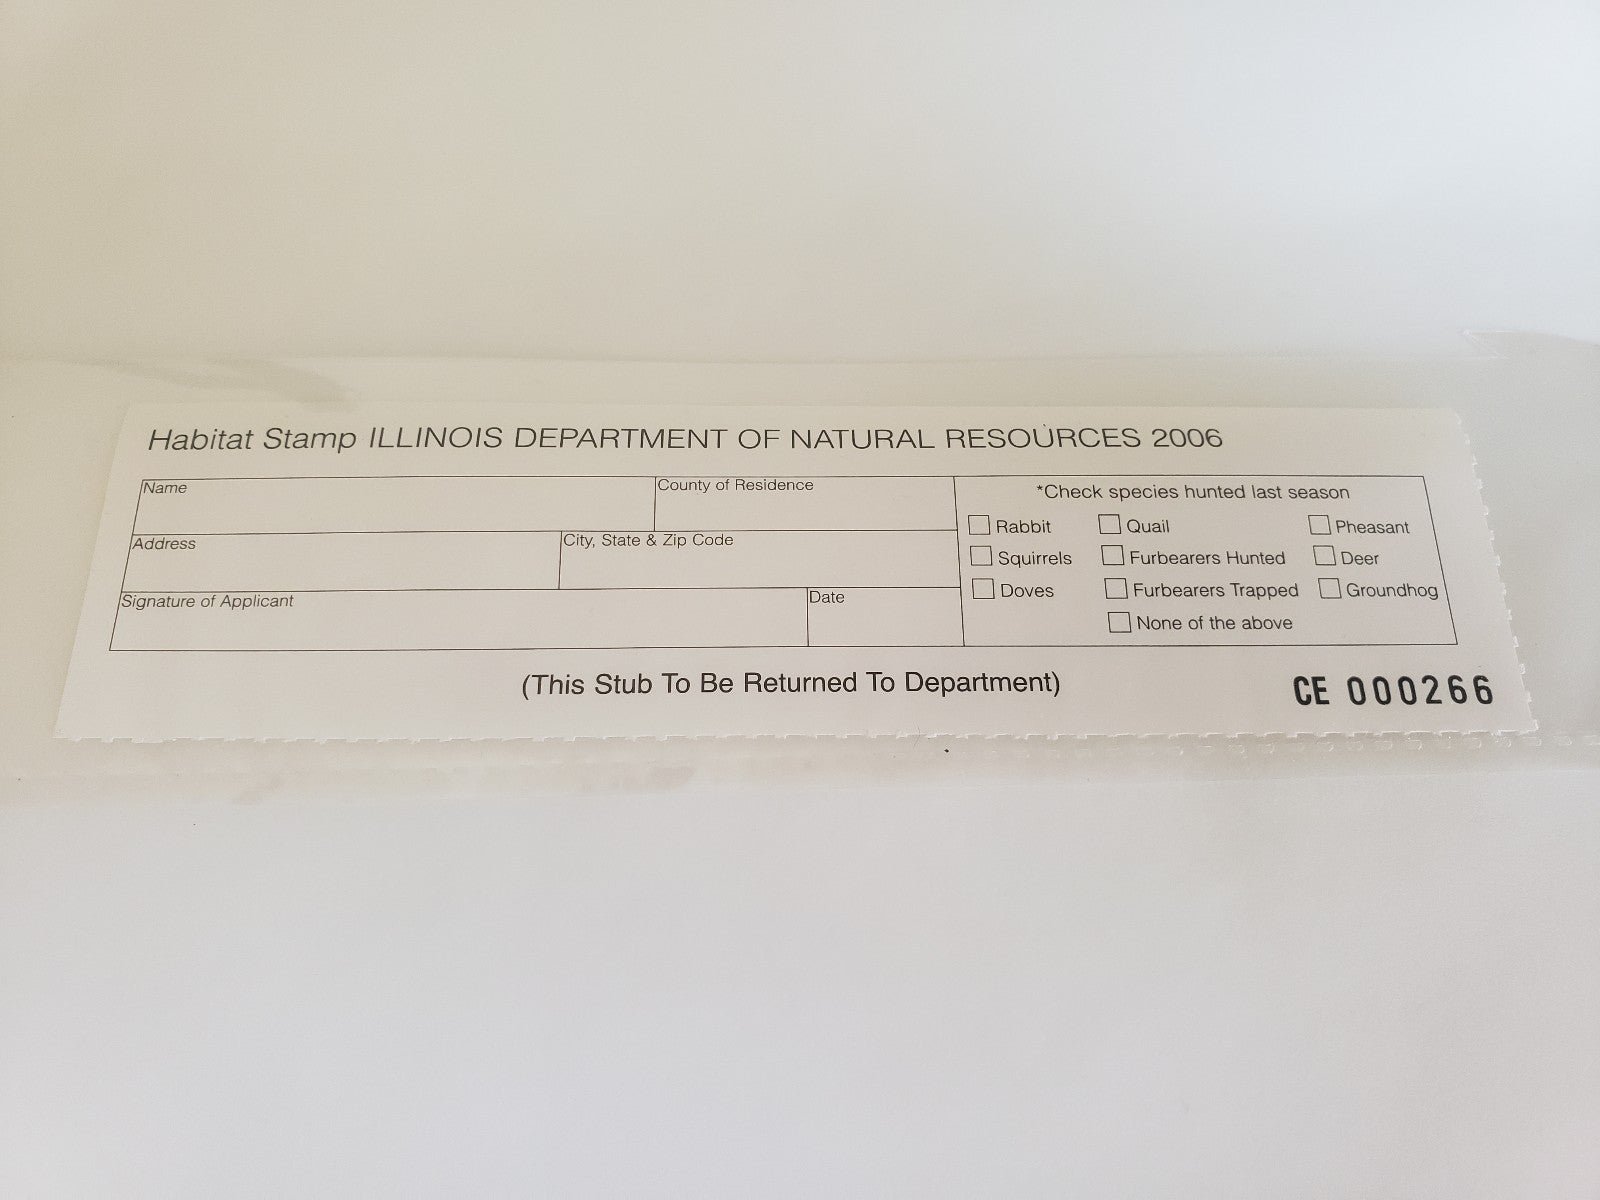 Habitat Stamp ILLINOIS DEPARTMENT OF NATURAL RESOURCES 2006
Name
County of Residence
Address
City, State & Zip Code
Signature of Applicant
Date
*Check species hunted last season
Rabbit Quail Pheasant
Squirrels Furbearers Hunted Deer
Doves Furbearers Trapped Groundhog
None of the above
(This Stub To Be Returned To Department)
CE 000266